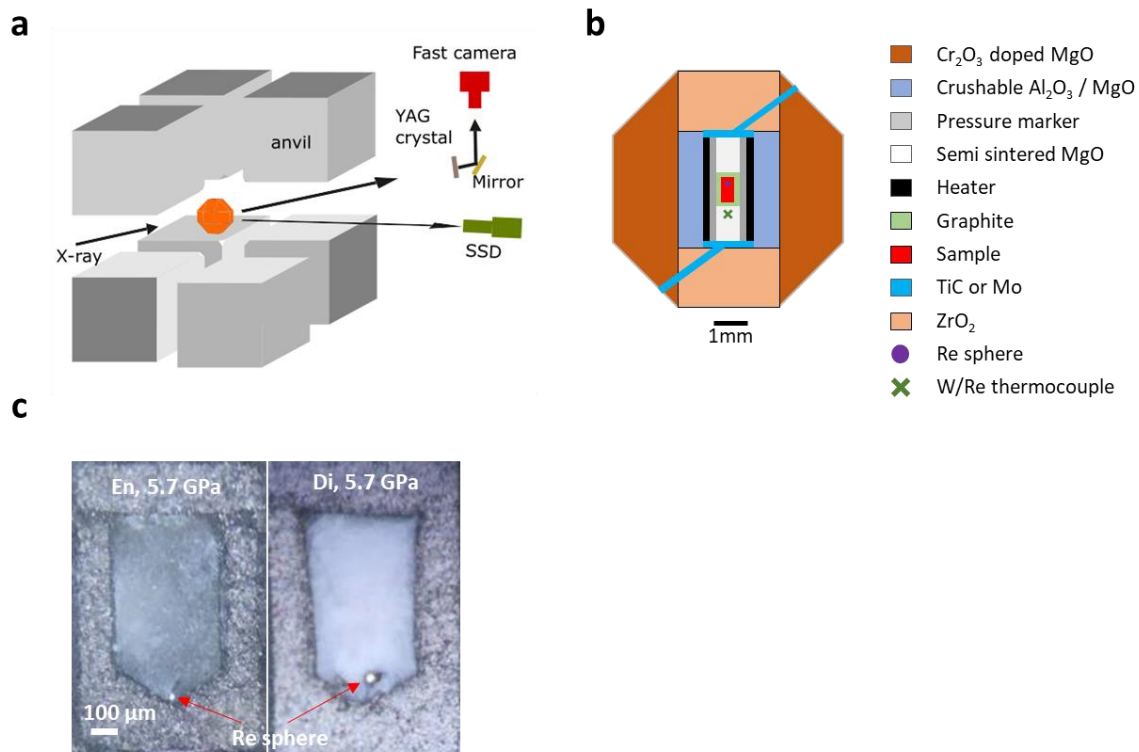 a
Fast camera
YAG
crystal
anvil
Mirror
X-ray
SSD
b
Cr₂O₃ doped MgO
Crushable Al₂O₃ / MgO
Pressure marker
Semi sintered MgO
Heater
Graphite
Sample
TiC or Mo
ZrO₂
Re sphere
W/Re thermocouple
1mm
c
En, 5.7 GPa
Di, 5.7 GPa
100 µm
Re sphere